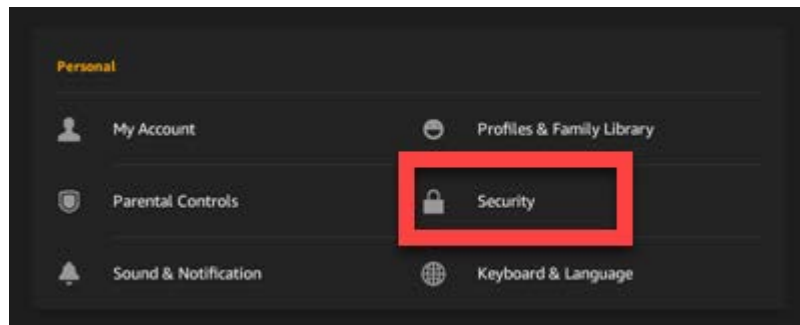 Personal
My Account
Profiles & Family Library
Parental Controls
Security
Sound & Notification
Keyboard & Language